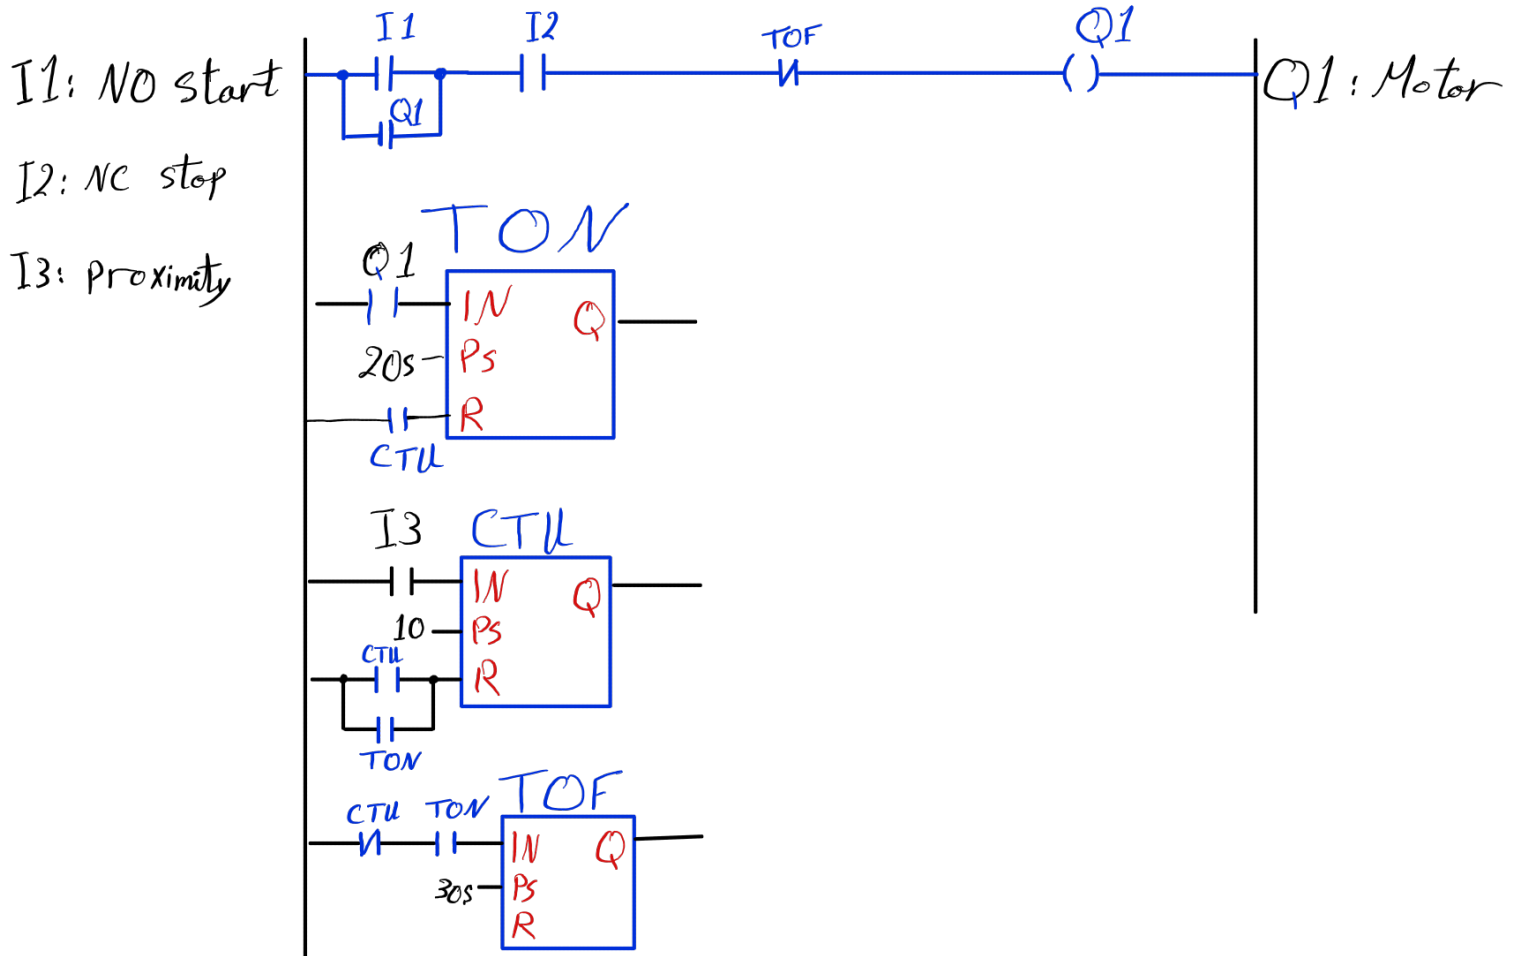 I1 I2 TOF Q1
I1: NO start
Q1
Q1: Motor
I2: NC stop
I3: Proximity
TON
Q1
IN Q
20s Ps
R
CTU
I3 CTU
IN Q
10 Ps
CTU
R
TON
TOF
CTU TON
IN Q
30s Ps
R